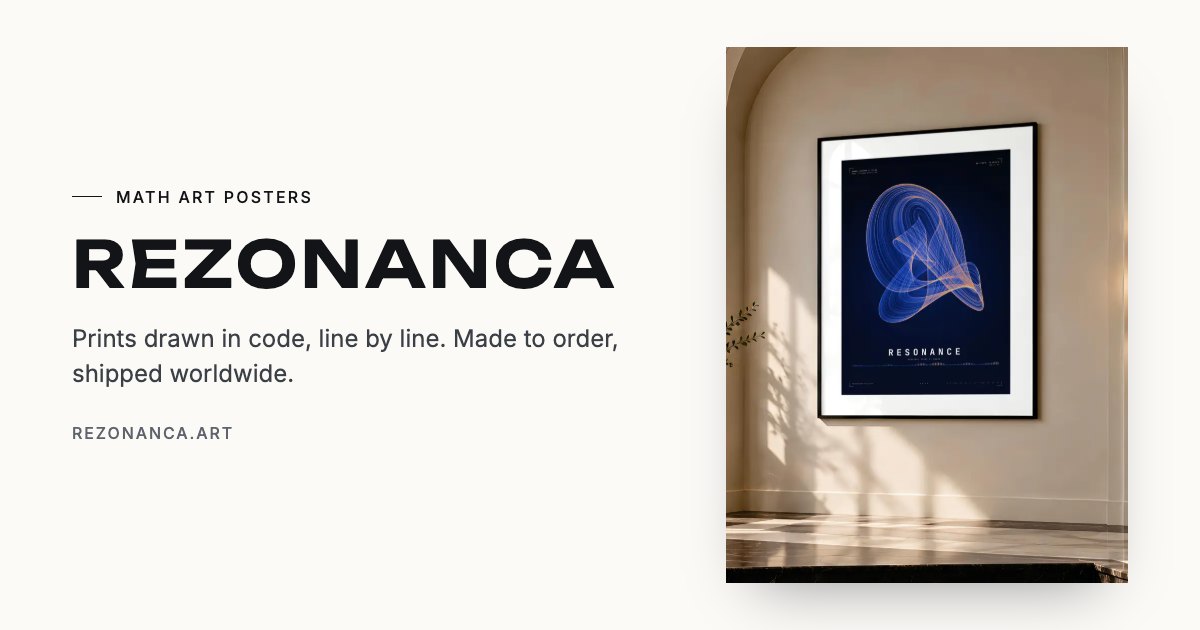 MATH ART POSTERS
REZONANCA
Prints drawn in code, line by line. Made to order,
shipped worldwide.
REZONANCA.ART
RESONANCE